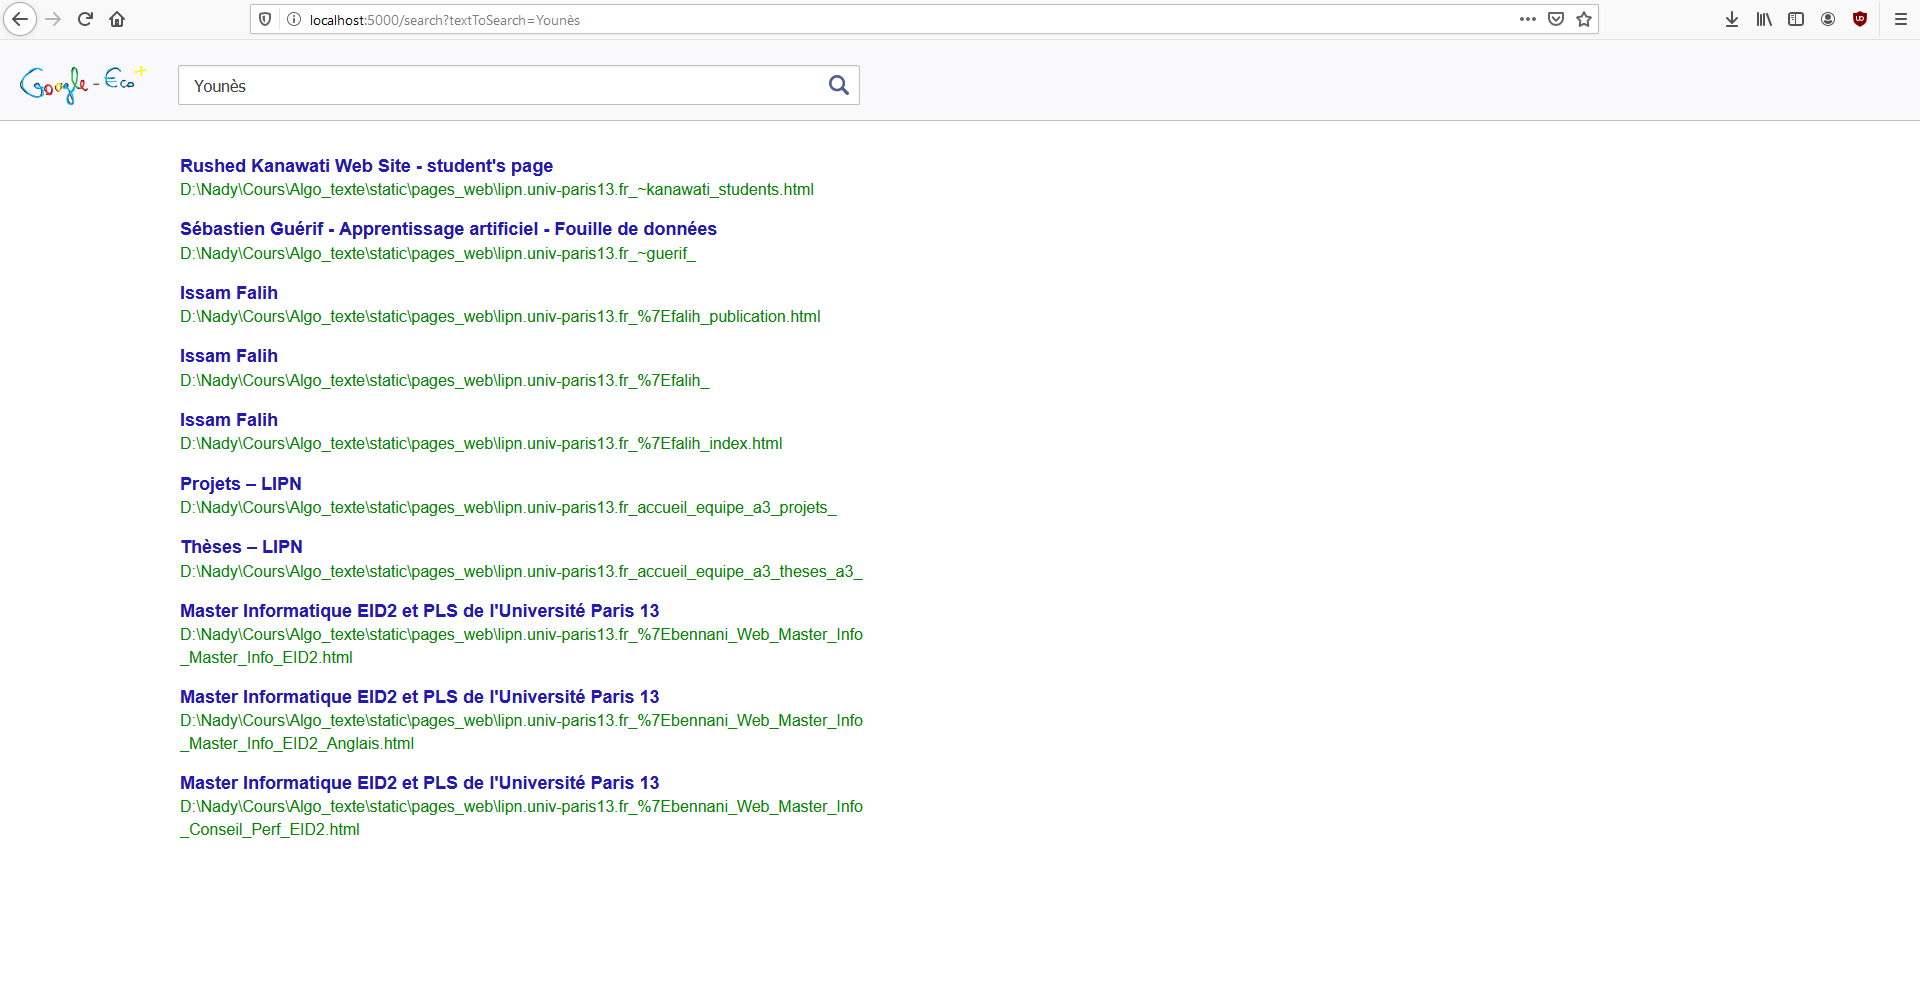 localhost:5000/search?textToSearch=Younès
Google - Eco+
Younès
Rushed Kanawati Web Site - student's page
D:\Nady\Cours\Algo_texte\static\pages_web\lipn.univ-paris13.fr_~kanawati_students.html
Sébastien Guérif - Apprentissage artificiel - Fouille de données
D:\Nady\Cours\Algo_texte\static\pages_web\lipn.univ-paris13.fr_~guerif_
Issam Falih
D:\Nady\Cours\Algo_texte\static\pages_web\lipn.univ-paris13.fr_%7Efalih_publication.html
Issam Falih
D:\Nady\Cours\Algo_texte\static\pages_web\lipn.univ-paris13.fr_%7Efalih_
Issam Falih
D:\Nady\Cours\Algo_texte\static\pages_web\lipn.univ-paris13.fr_%7Efalih_index.html
Projets – LIPN
D:\Nady\Cours\Algo_texte\static\pages_web\lipn.univ-paris13.fr_accueil_equipe_a3_projets_
Thèses – LIPN
D:\Nady\Cours\Algo_texte\static\pages_web\lipn.univ-paris13.fr_accueil_equipe_a3_theses_a3_
Master Informatique EID2 et PLS de l'Université Paris 13
D:\Nady\Cours\Algo_texte\static\pages_web\lipn.univ-paris13.fr_%7Ebennani_Web_Master_Info
_Master_Info_EID2.html
Master Informatique EID2 et PLS de l'Université Paris 13
D:\Nady\Cours\Algo_texte\static\pages_web\lipn.univ-paris13.fr_%7Ebennani_Web_Master_Info
_Master_Info_EID2_Anglais.html
Master Informatique EID2 et PLS de l'Université Paris 13
D:\Nady\Cours\Algo_texte\static\pages_web\lipn.univ-paris13.fr_%7Ebennani_Web_Master_Info
_Conseil_Perf_EID2.html